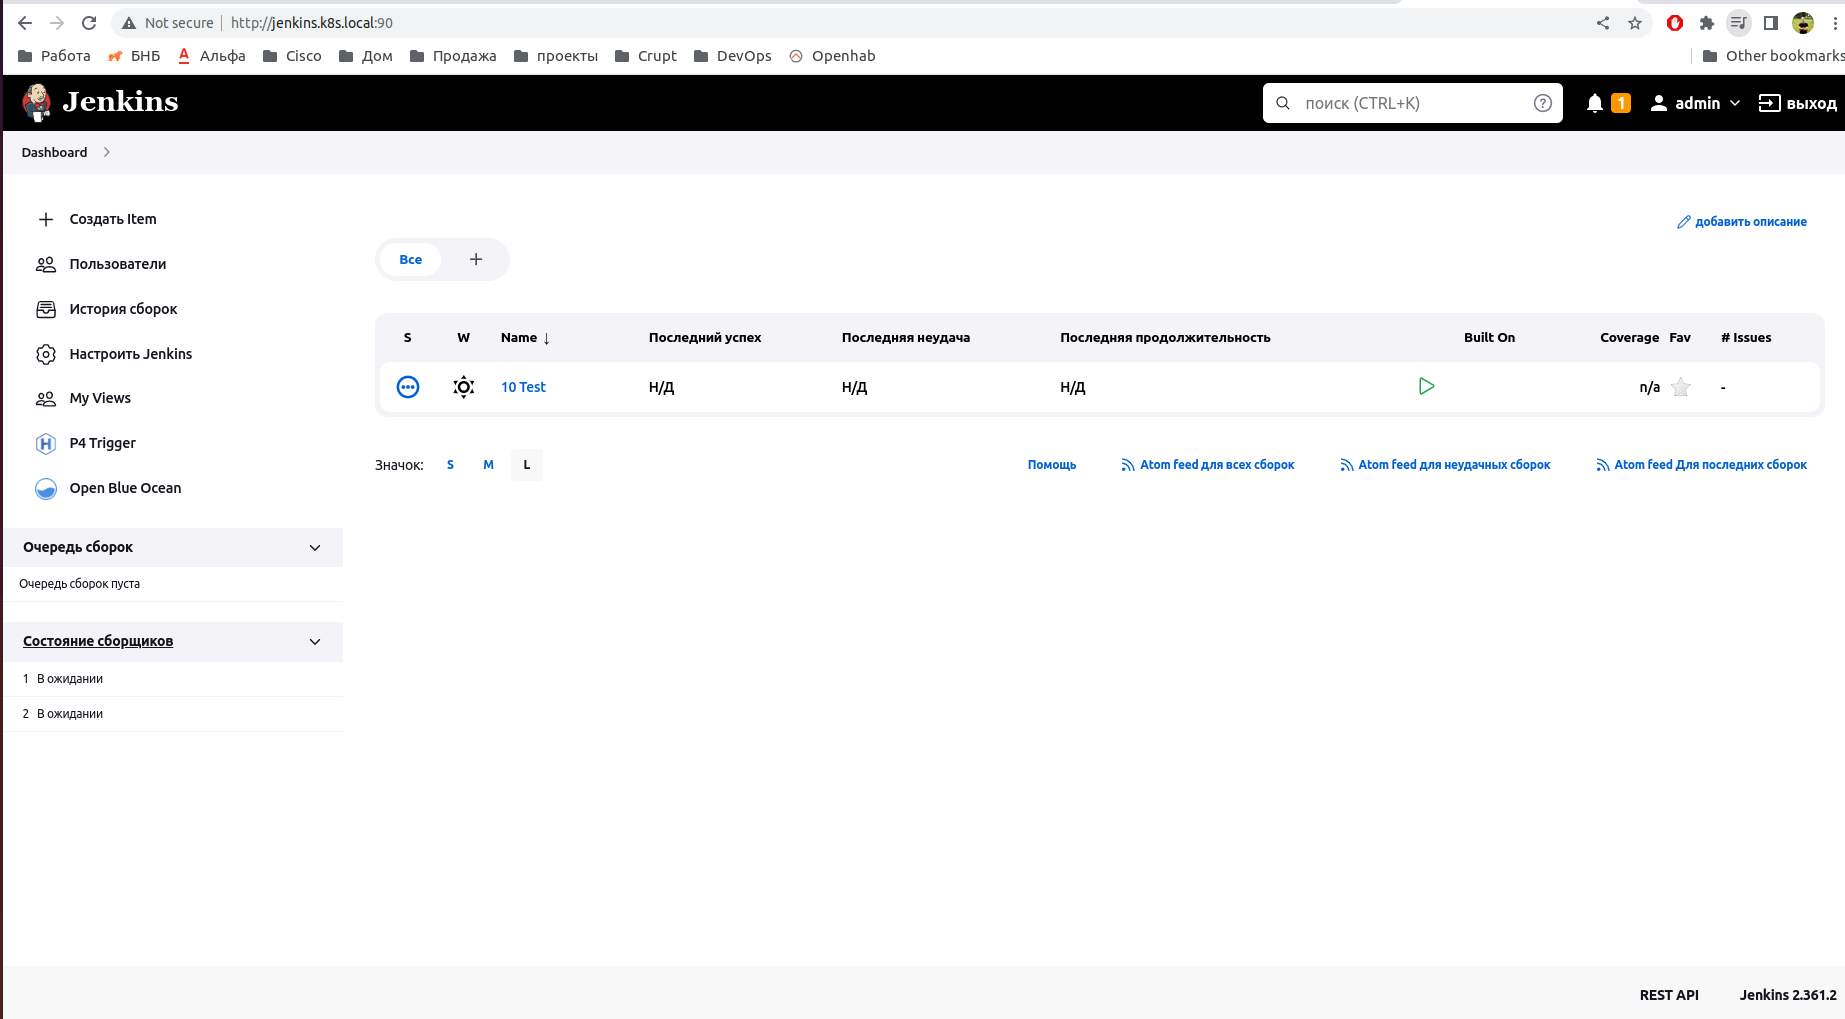 Not secure http://jenkins.k8s.local:90
Работа БНБ Альфа Cisco Дом Продажа проекты Crupt DevOps Openhab Other bookmarks
Jenkins поиск (CTRL+K) 1 admin выход
Dashboard
Создать Item
Пользователи
История сборок
Настроить Jenkins
My Views
P4 Trigger
Open Blue Ocean
Очередь сборок
Очередь сборок пуста
Состояние сборщиков
1 В ожидании
2 В ожидании
добавить описание
Все
S W Name ↓ Последний успех Последняя неудача Последняя продолжительность Built On Coverage Fav # Issues
10 Test Н/Д Н/Д Н/Д n/a -
Значок: S M L Помощь Atom feed для всех сборок Atom feed для неудачных сборок Atom feed Для последних сборок
REST API Jenkins 2.361.2